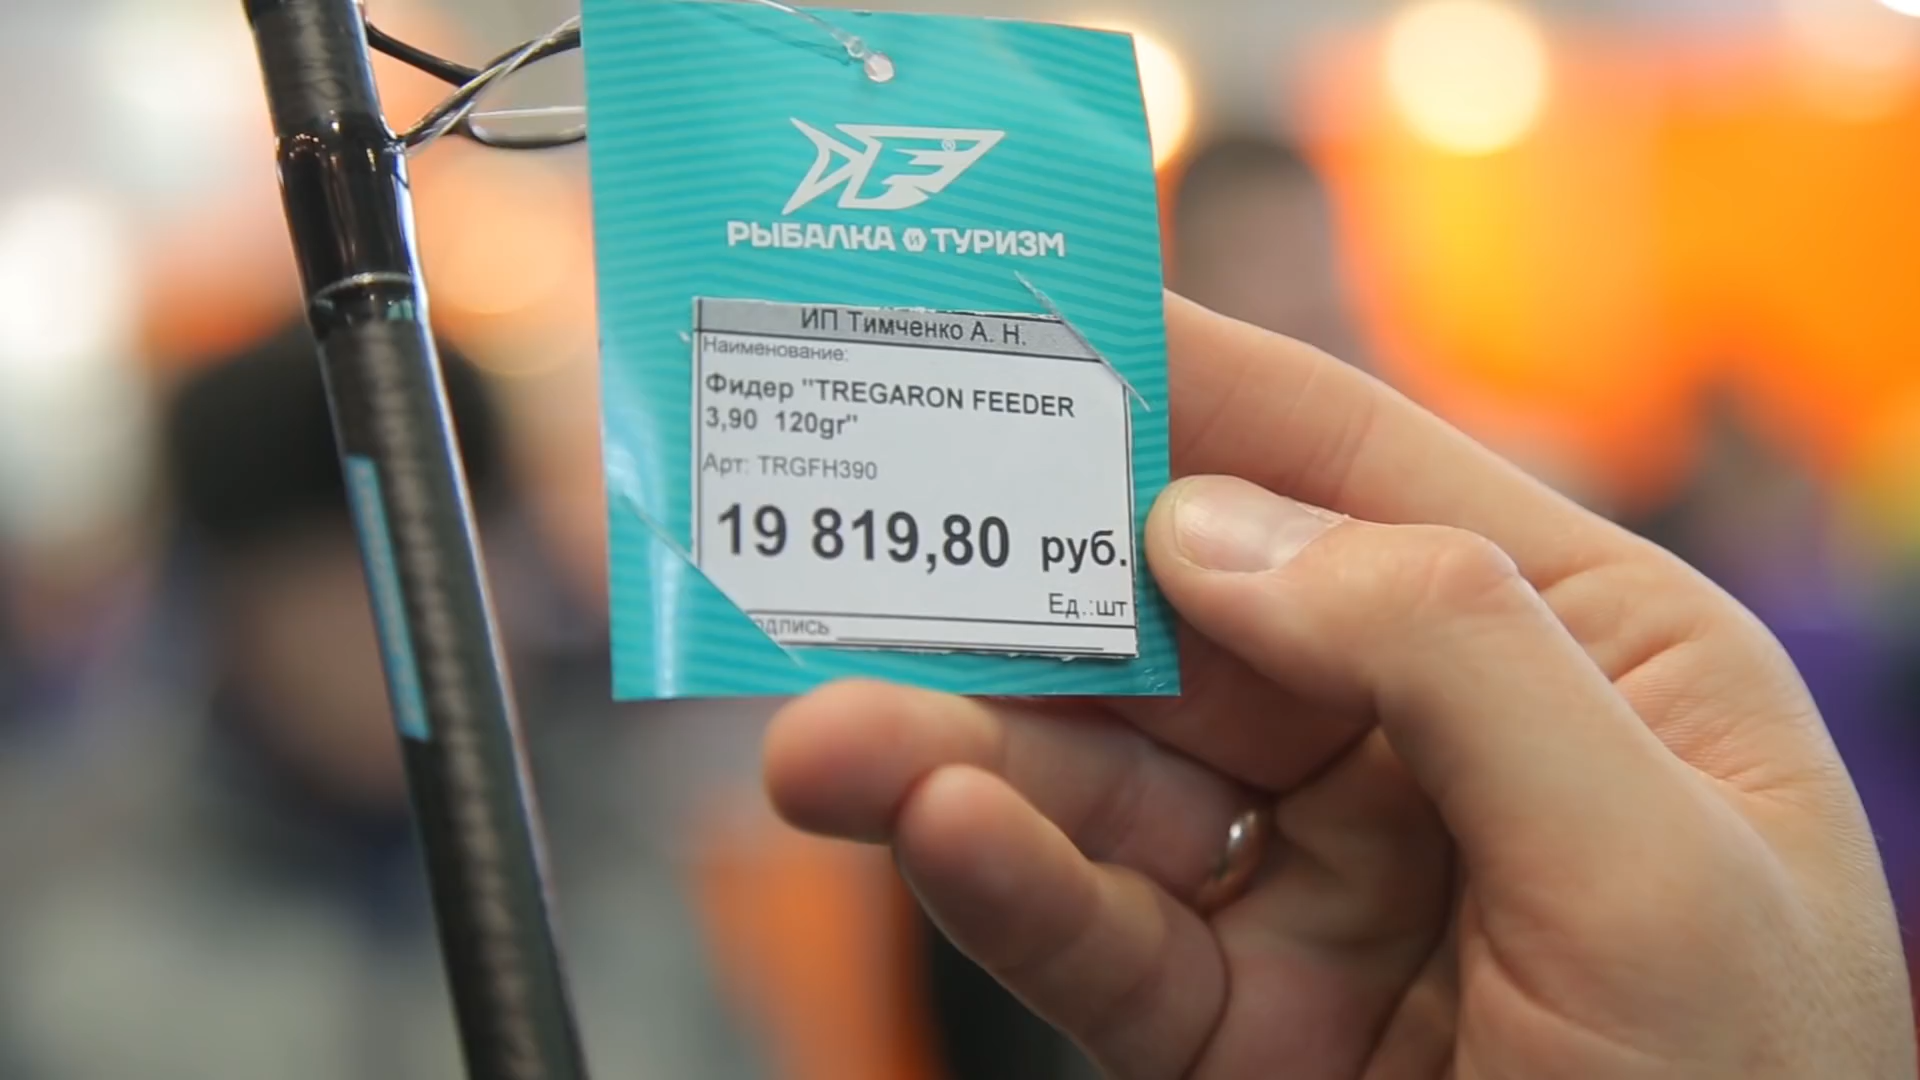 РЫБАЛКА И ТУРИЗМ
ИП Тимченко А. Н.
Наименование:
Фидер "TREGARON FEEDER
3,90 120gr"
Арт: TRGFH390
19 819,80 руб.
Ед.:шт
одпись